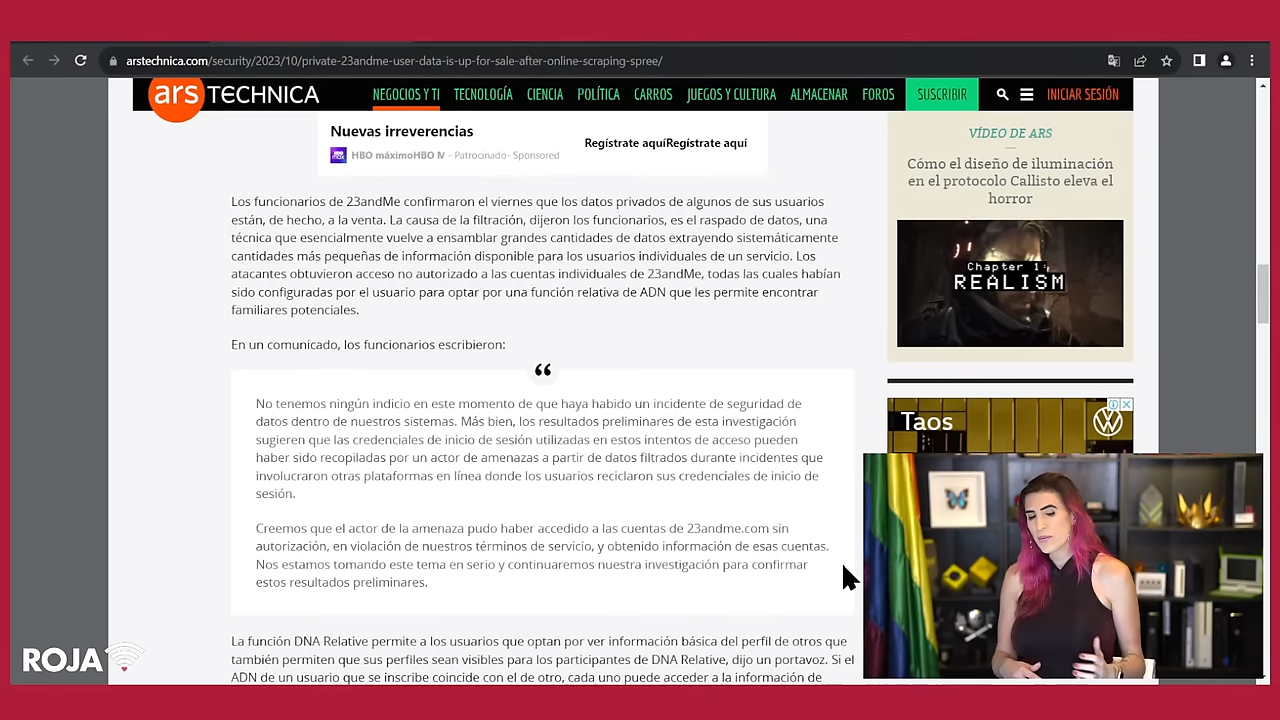 arstechnica.com/security/2023/10/private-23andme-user-data-is-up-for-sale-after-online-scraping-spree/
ars TECHNICA
NEGOCIOS Y TI TECNOLOGÍA CIENCIA POLÍTICA CARROS JUEGOS Y CULTURA ALMACENAR FOROS SUSCRIBIR INICIAR SESIÓN
Nuevas irreverencias
HBO máximoHBO M - Patrocinado- Sponsored
Regístrate aquíRegístrate aquí
Los funcionarios de 23andMe confirmaron el viernes que los datos privados de algunos de sus usuarios
están, de hecho, a la venta. La causa de la filtración, dijeron los funcionarios, es el raspado de datos, una
técnica que esencialmente vuelve a ensamblar grandes cantidades de datos extrayendo sistemáticamente
cantidades más pequeñas de información disponible para los usuarios individuales de un servicio. Los
atacantes obtuvieron acceso no autorizado a las cuentas individuales de 23andMe, todas las cuales habían
sido configuradas por el usuario para optar por una función relativa de ADN que les permite encontrar
familiares potenciales.
En un comunicado, los funcionarios escribieron:
“
No tenemos ningún indicio en este momento de que haya habido un incidente de seguridad de
datos dentro de nuestros sistemas. Más bien, los resultados preliminares de esta investigación
sugieren que las credenciales de inicio de sesión utilizadas en estos intentos de acceso pueden
haber sido recopiladas por un actor de amenazas a partir de datos filtrados durante incidentes que
involucraron otras plataformas en línea donde los usuarios reciclaron sus credenciales de inicio de
sesión.
Creemos que el actor de la amenaza pudo haber accedido a las cuentas de 23andme.com sin
autorización, en violación de nuestros términos de servicio, y obtenido información de esas cuentas.
Nos estamos tomando este tema en serio y continuaremos nuestra investigación para confirmar
estos resultados preliminares.
La función DNA Relative permite a los usuarios que optan por ver información básica del perfil de otros que
también permiten que sus perfiles sean visibles para los participantes de DNA Relative, dijo un portavoz. Si el
ADN de un usuario que se inscribe coincide con el de otro, cada uno puede acceder a la información de
VÍDEO DE ARS
Cómo el diseño de iluminación
en el protocolo Callisto eleva el
horror
Chapter 1:
REALISM
Taos
ROJA